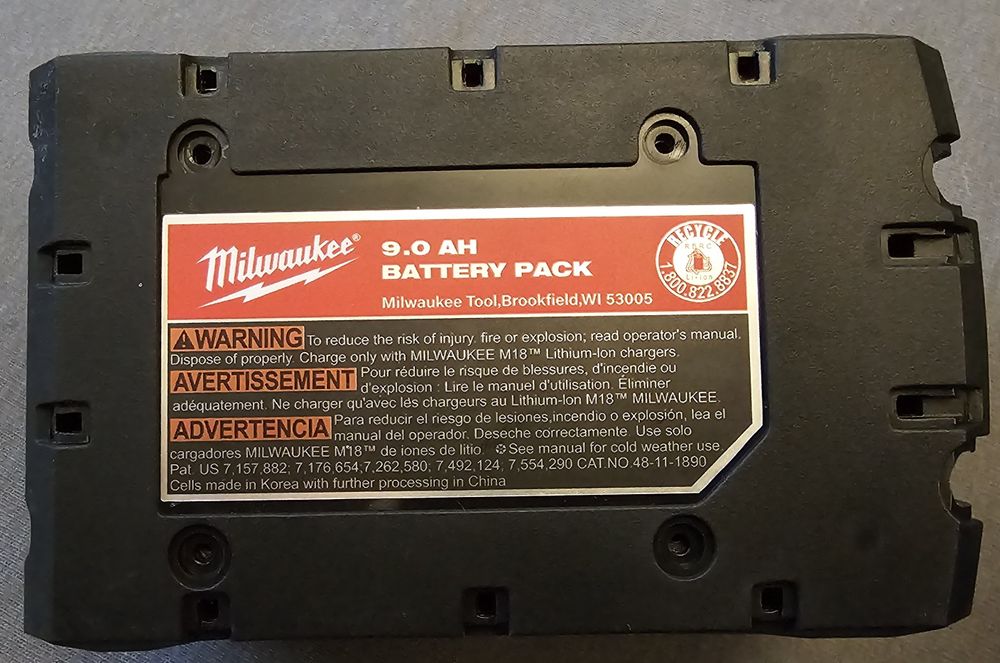 Milwaukee®
9.0 AH
BATTERY PACK
Milwaukee Tool,Brookfield,WI 53005
RECYCLE
RBRC
Li-Ion
1.800.822.8837
WARNING To reduce the risk of injury. fire or explosion; read operator's manual.
Dispose of properly. Charge only with MILWAUKEE M18™ Lithium-Ion chargers.
AVERTISSEMENT Pour réduire le risque de blessures, d'incendie ou
d'explosion : Lire le manuel d'utilisation. Éliminer
adéquatement. Ne charger qu'avec lés chargeurs au Lithium-Ion M18™ MILWAUKEE.
ADVERTENCIA Para reducir el riesgo de lesiones,incendio o explosión, lea el
manual del operador. Deseche correctamente. Use solo
cargadores MILWAUKEE M18™ de iones de litio. See manual for cold weather use.
Pat. US 7,157,882; 7,176,654;7,262,580; 7,492,124; 7,554,290 CAT.NO.48-11-1890
Cells made in Korea with further processing in China